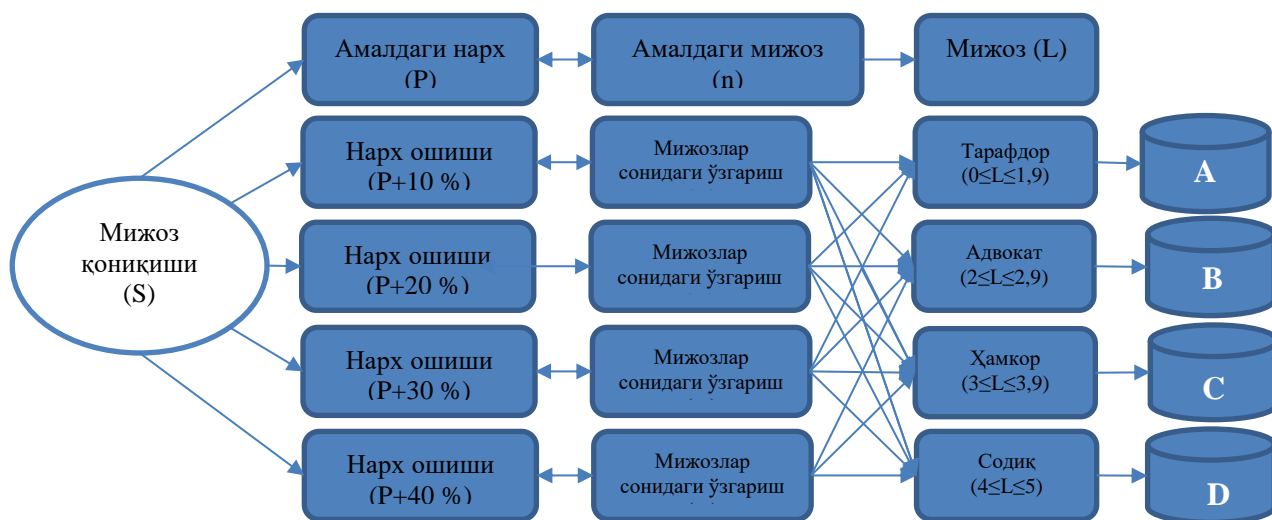 Амалдаги нарх
(P)
Амалдаги мижоз
(n)
Мижоз (L)
Нарх ошиши
(P+10 %)
Мижозлар
сонидаги ўзгариш
Тарафдор
(0≤L≤1,9)
A
Мижоз
қониқиши
(S)
Нарх ошиши
(P+20 %)
Мижозлар
сонидаги ўзгариш
Адвокат
(2≤L≤2,9)
B
Нарх ошиши
(P+30 %)
Мижозлар
сонидаги ўзгариш
Ҳамкор
(3≤L≤3,9)
C
Нарх ошиши
(P+40 %)
Мижозлар
сонидаги ўзгариш
Содиқ
(4≤L≤5)
D